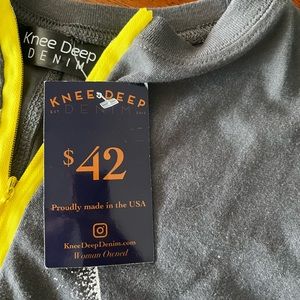 Knee Deep
DENIM
KNEE DEEP
DENIM
$42
Proudly made in the USA
KneeDeepDenim.com
Woman Owned